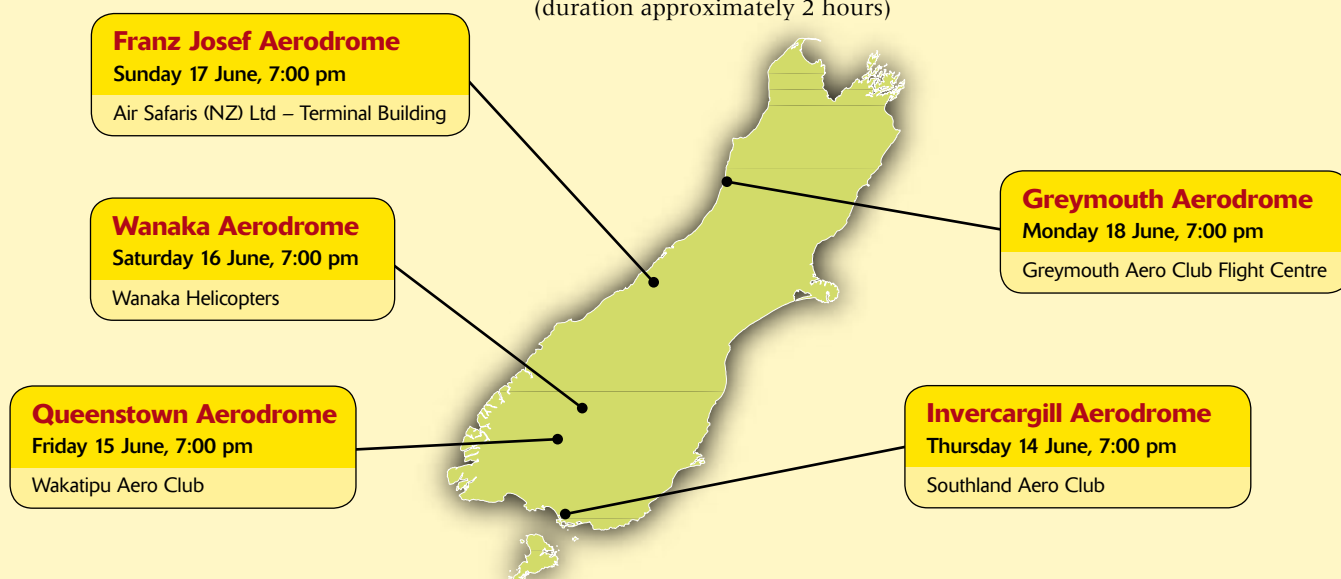 (duration approximately 2 hours)
Franz Josef Aerodrome
Sunday 17 June, 7:00 pm
Air Safaris (NZ) Ltd – Terminal Building
Wanaka Aerodrome
Saturday 16 June, 7:00 pm
Wanaka Helicopters
Greymouth Aerodrome
Monday 18 June, 7:00 pm
Greymouth Aero Club Flight Centre
Queenstown Aerodrome
Friday 15 June, 7:00 pm
Wakatipu Aero Club
Invercargill Aerodrome
Thursday 14 June, 7:00 pm
Southland Aero Club